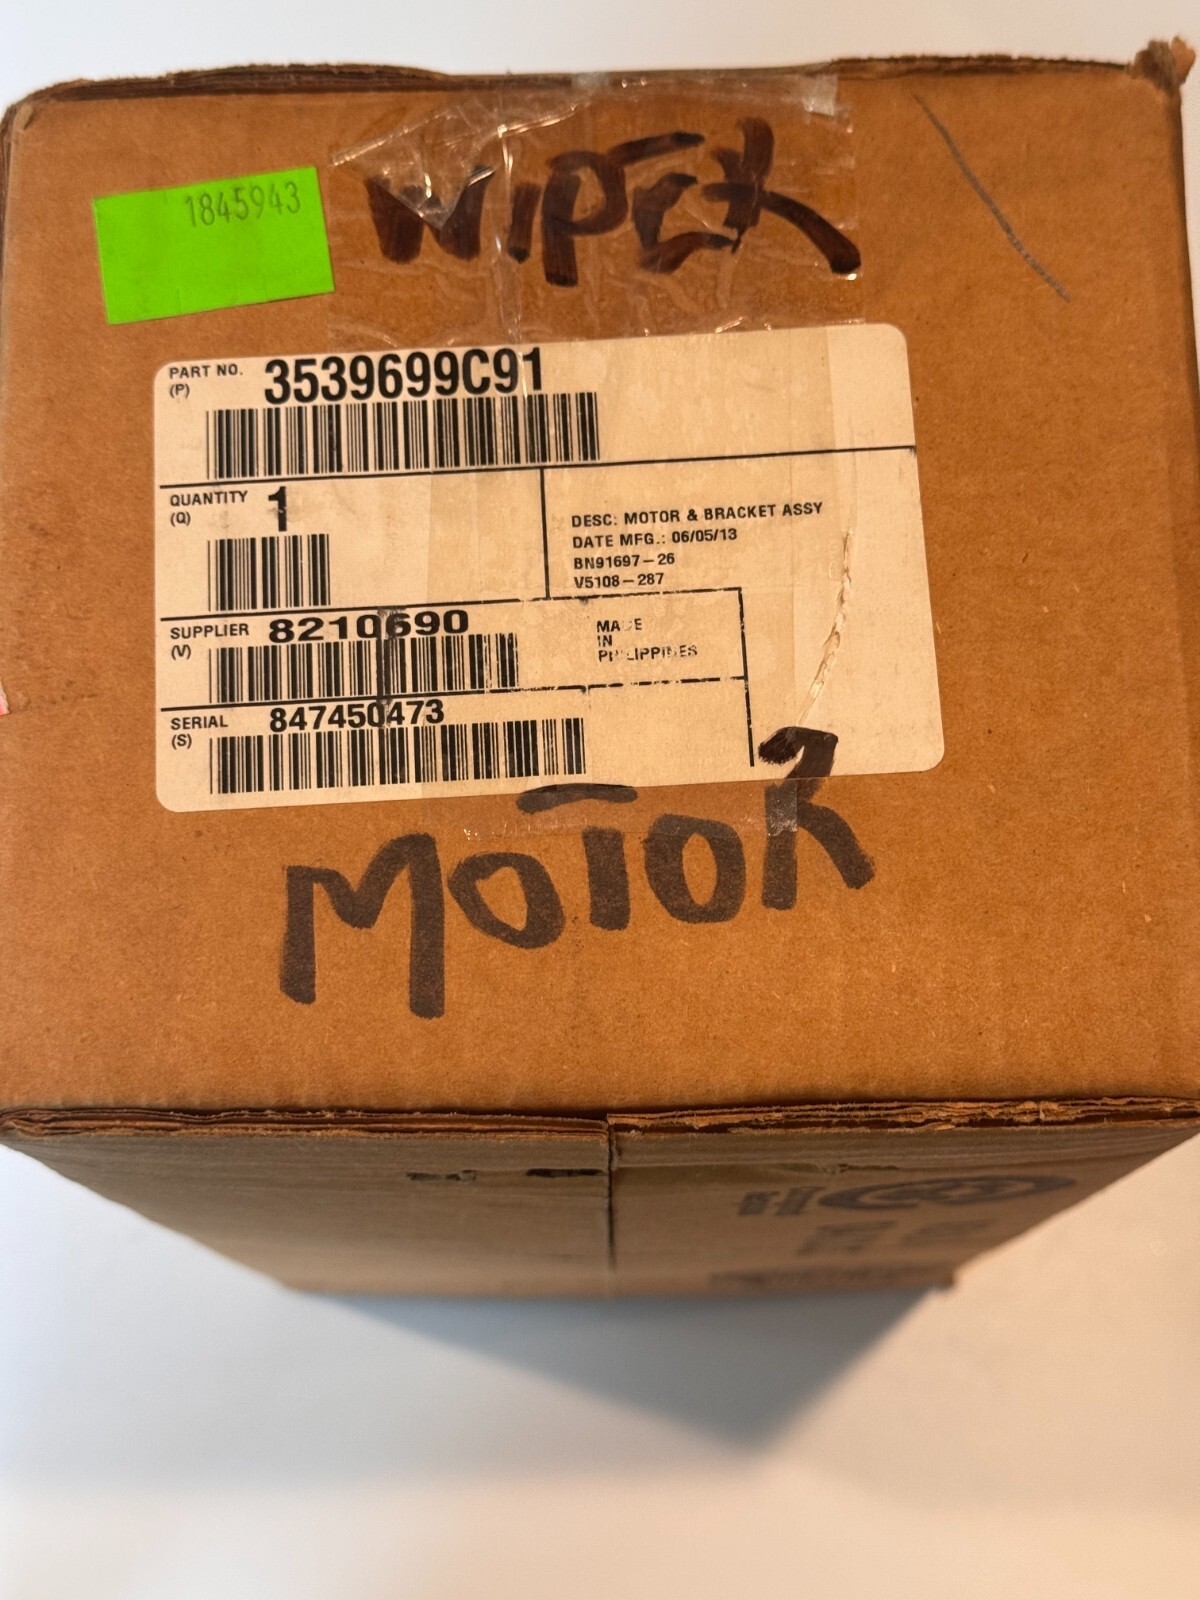 WIPER
1845943
PART NO.
(P)
3539699C91
QUANTITY
(Q)
1
DESC: MOTOR & BRACKET ASSY
DATE MFG.: 06/05/13
BN91697-26
V5108-287
SUPPLIER
(V)
8210690
MADE
IN
PHILIPPINES
SERIAL
(S)
847450473
MOTOR